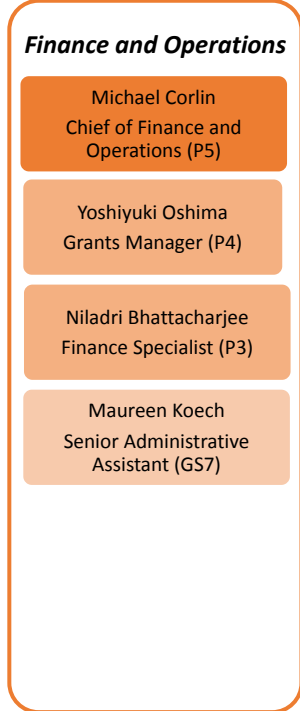 Finance and Operations
Michael Corlin
Chief of Finance and
Operations (P5)
Yoshiyuki Oshima
Grants Manager (P4)
Niladri Bhattacharjee
Finance Specialist (P3)
Maureen Koech
Senior Administrative
Assistant (GS7)